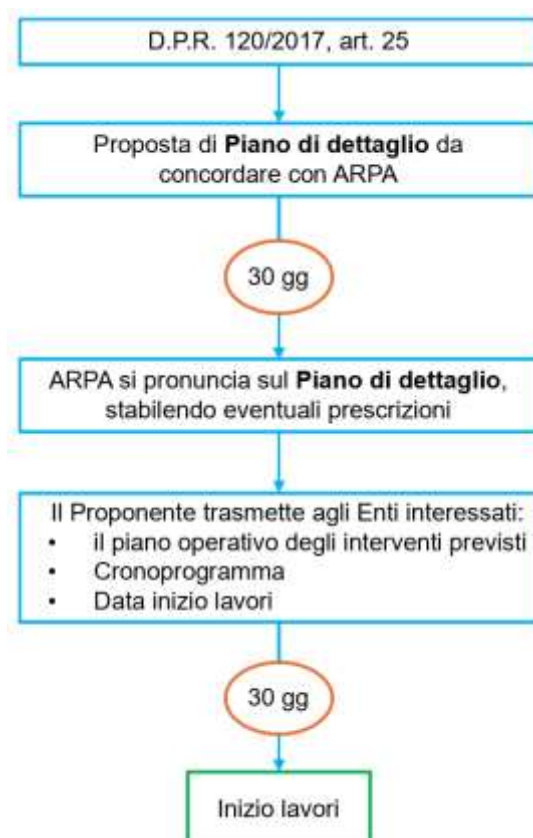 D.P.R. 120/2017, art. 25
Proposta di Piano di dettaglio da
concordare con ARPA
30 gg
ARPA si pronuncia sul Piano di dettaglio,
stabilendo eventuali prescrizioni
Il Proponente trasmette agli Enti interessati:
• il piano operativo degli interventi previsti
• Cronoprogramma
• Data inizio lavori
30 gg
Inizio lavori